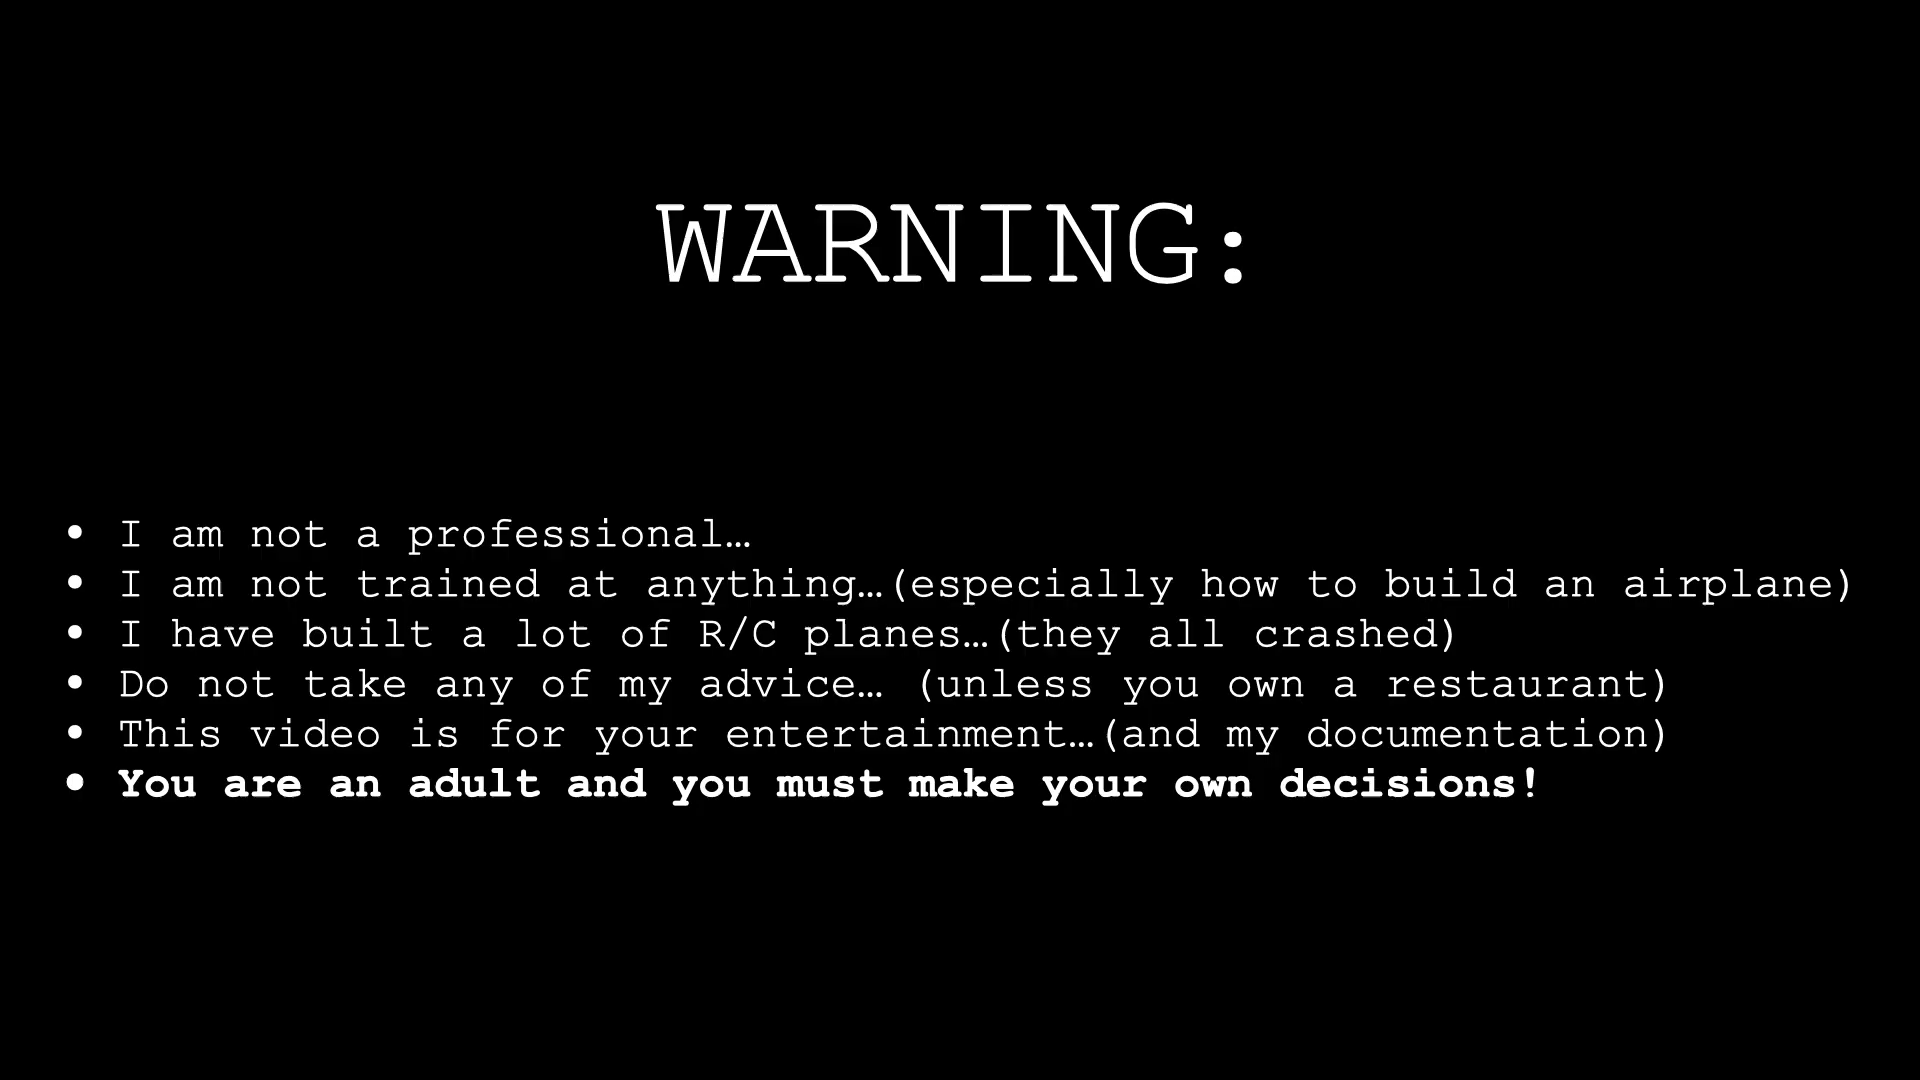 WARNING:
• I am not a professional…
• I am not trained at anything…(especially how to build an airplane)
• I have built a lot of R/C planes…(they all crashed)
• Do not take any of my advice… (unless you own a restaurant)
• This video is for your entertainment…(and my documentation)
• You are an adult and you must make your own decisions!